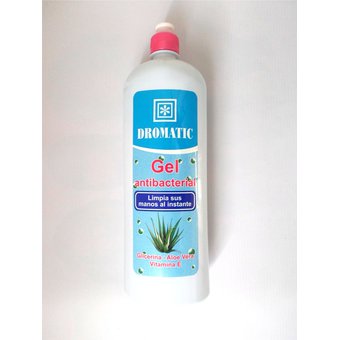 DROMATIC
Gel
antibacterial
Limpia sus
manos al instante
Glicerina - Aloe Vera
Vitamina E